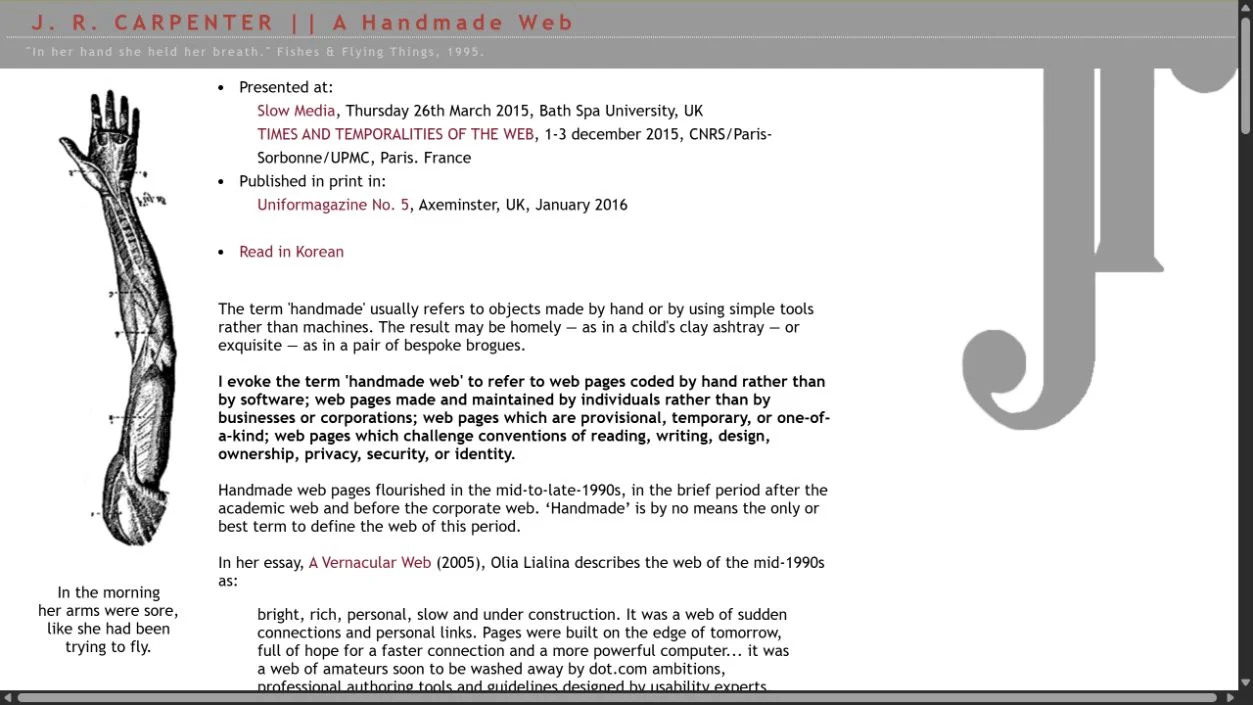 J. R. CARPENTER || A Handmade Web
"In her hand she held her breath." Fishes & Flying Things, 1995.
• Presented at:
Slow Media, Thursday 26th March 2015, Bath Spa University, UK
TIMES AND TEMPORALITIES OF THE WEB, 1-3 december 2015, CNRS/Paris-
Sorbonne/UPMC, Paris. France
• Published in print in:
Uniformagazine No. 5, Axeminster, UK, January 2016
• Read in Korean
The term 'handmade' usually refers to objects made by hand or by using simple tools
rather than machines. The result may be homely — as in a child's clay ashtray — or
exquisite — as in a pair of bespoke brogues.
I evoke the term 'handmade web' to refer to web pages coded by hand rather than
by software; web pages made and maintained by individuals rather than by
businesses or corporations; web pages which are provisional, temporary, or one-of-
a-kind; web pages which challenge conventions of reading, writing, design,
ownership, privacy, security, or identity.
Handmade web pages flourished in the mid-to-late-1990s, in the brief period after the
academic web and before the corporate web. ‘Handmade’ is by no means the only or
best term to define the web of this period.
In her essay, A Vernacular Web (2005), Olia Lialina describes the web of the mid-1990s
as:
bright, rich, personal, slow and under construction. It was a web of sudden
connections and personal links. Pages were built on the edge of tomorrow,
full of hope for a faster connection and a more powerful computer... it was
a web of amateurs soon to be washed away by dot.com ambitions,
professional authoring tools and guidelines designed by usability experts.
In the morning
her arms were sore,
like she had been
trying to fly.
jr